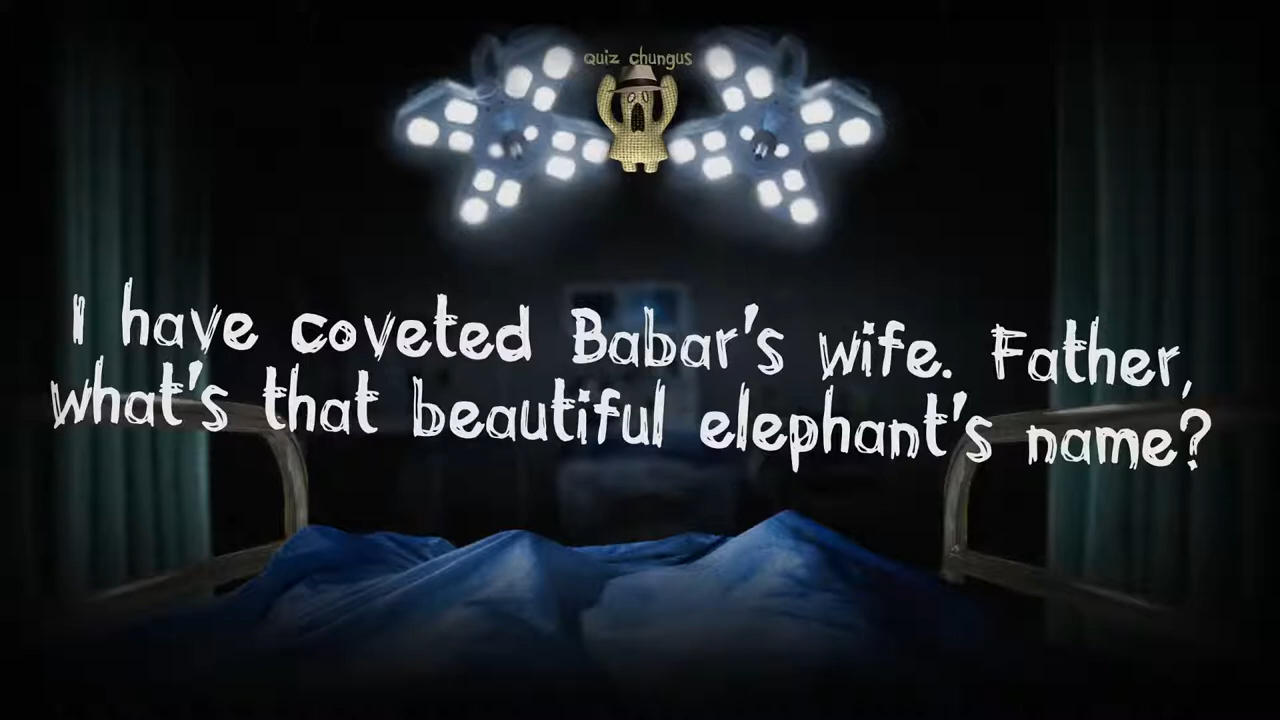 quiz chungus
I have coveted Babar's wife. Father,
what's that beautiful elephant's name?